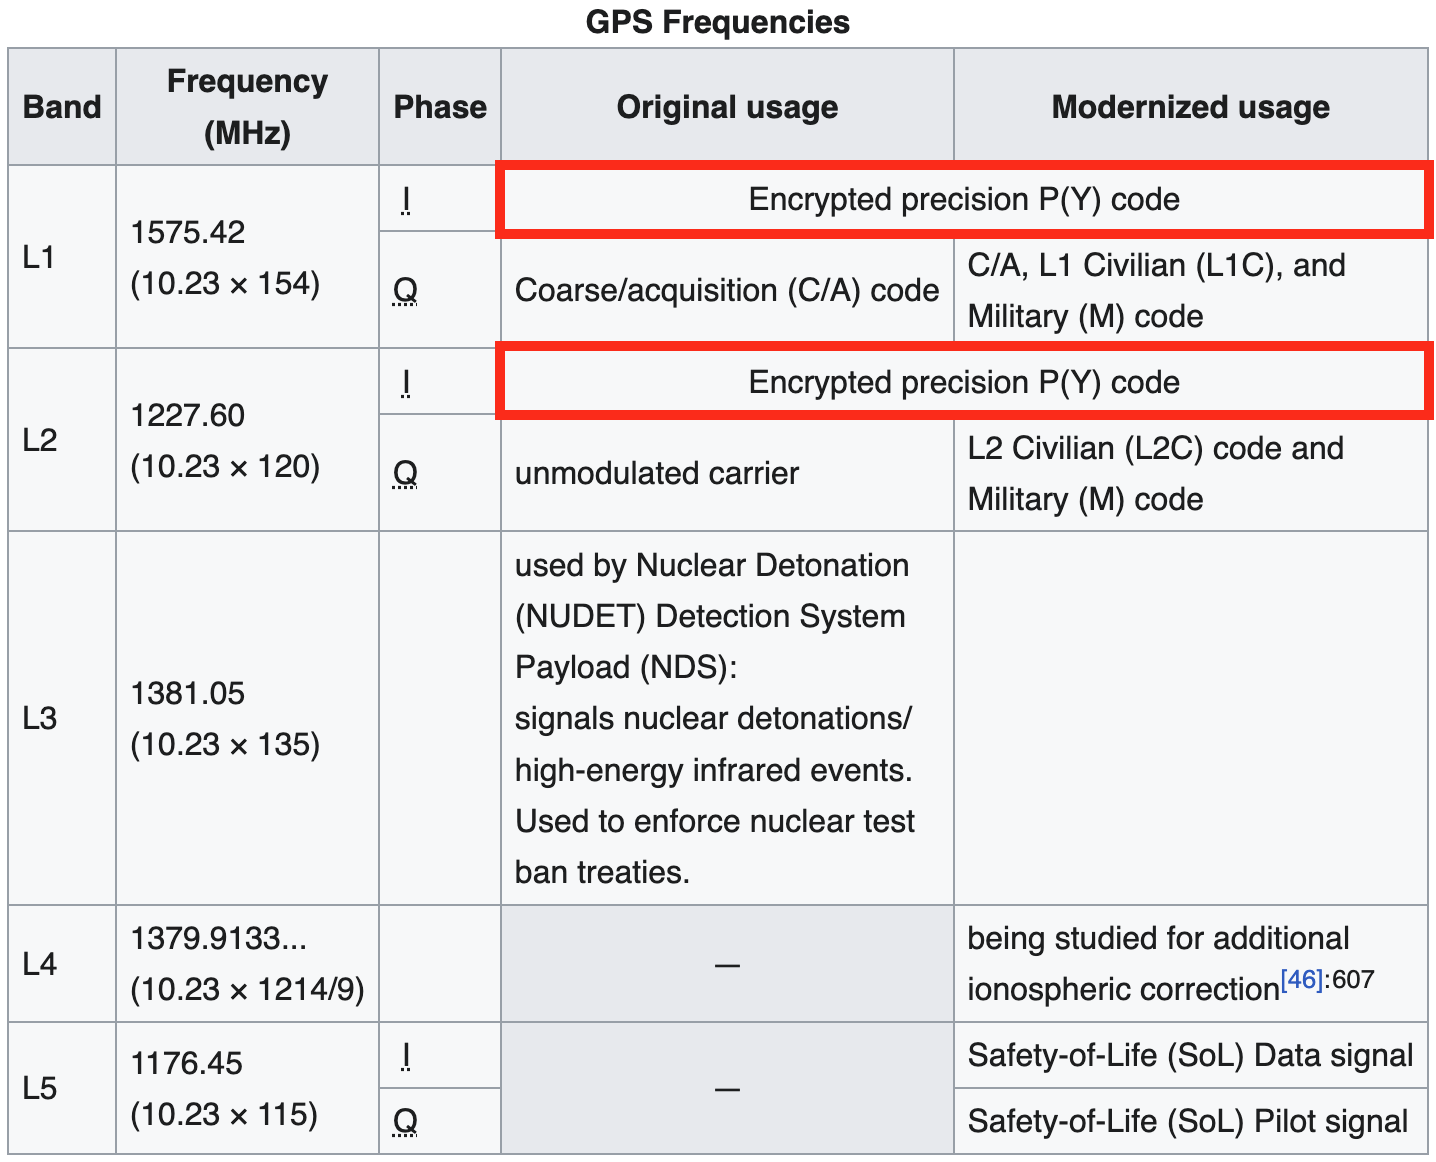 GPS Frequencies
Band
Frequency
(MHz)
Phase
Original usage
Modernized usage
L1
1575.42
(10.23 × 154)
I
Encrypted precision P(Y) code
Q
Coarse/acquisition (C/A) code
C/A, L1 Civilian (L1C), and
Military (M) code
L2
1227.60
(10.23 × 120)
I
Encrypted precision P(Y) code
Q
unmodulated carrier
L2 Civilian (L2C) code and
Military (M) code
L3
1381.05
(10.23 × 135)
used by Nuclear Detonation
(NUDET) Detection System
Payload (NDS):
signals nuclear detonations/
high-energy infrared events.
Used to enforce nuclear test
ban treaties.
L4
1379.9133...
(10.23 × 1214/9)
—
being studied for additional
ionospheric correction[46]:607
L5
1176.45
(10.23 × 115)
I
—
Safety-of-Life (SoL) Data signal
Q
Safety-of-Life (SoL) Pilot signal